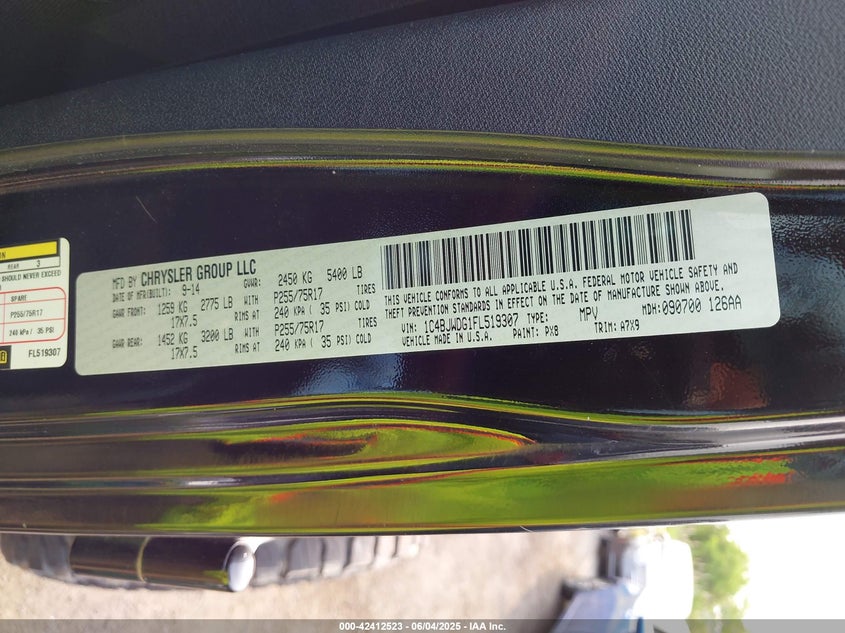 ON
REAR 3
SHOULD NEVER EXCEED
SPARE
P255/75R17
240 kPa / 35 PSI
FL519307
MFD BY CHRYSLER GROUP LLC
DATE OF MFR(BUILT): 9-14 GVWR: 2450 KG 5400 LB
GAWR FRONT: 1259 KG 2775 LB WITH P255/75R17 TIRES
17X7.5 RIMS AT 240 KPA ( 35 PSI) COLD
GAWR REAR: 1452 KG 3200 LB WITH P255/75R17 TIRES
17X7.5 RIMS AT 240 KPA ( 35 PSI) COLD
THIS VEHICLE CONFORMS TO ALL APPLICABLE U.S.A. FEDERAL MOTOR VEHICLE SAFETY AND
THEFT PREVENTION STANDARDS IN EFFECT ON THE DATE OF MANUFACTURE SHOWN ABOVE.
VIN: 1C4BJWDG1FL519307 TYPE: MPV MDH: 090700 126AA
VEHICLE MADE IN U.S.A. PAINT: PX8 TRIM: A7X9
000-42412523 - 06/04/2025 - IAA Inc.